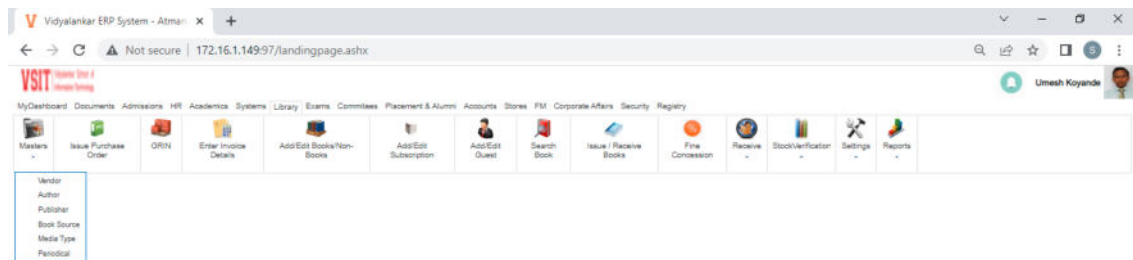 Vidyalankar ERP System - Atman
Not secure | 172.16.1.149:97/landingpage.ashx
VSIT
Umesh Koyande
MyDashboard Documents Admissions HR Academics Systems Library Exams Commitees Placement & Alumni Accounts Stores FM Corporate Affairs Security Registry
Masters Issue Purchase Order GRIN Enter Invoice Details Add/Edit Books/Non-Books Add/Edit Subscription Add/Edit Guest Search Book Issue / Receive Books Fine Concession Receive StockVerification Settings Reports
Vendor
Author
Publisher
Book Source
Media Type
Periodical